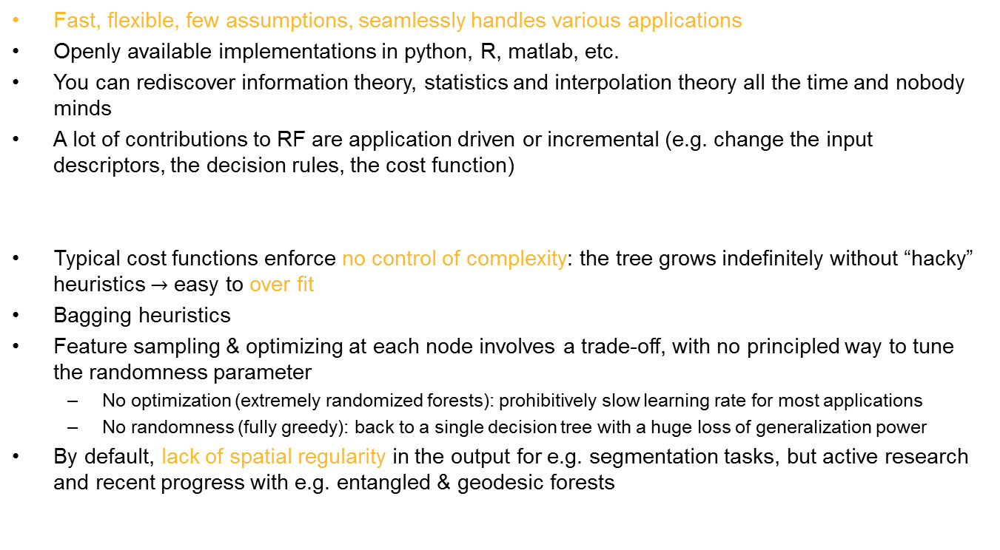 • Fast, flexible, few assumptions, seamlessly handles various applications
• Openly available implementations in python, R, matlab, etc.
• You can rediscover information theory, statistics and interpolation theory all the time and nobody
minds
• A lot of contributions to RF are application driven or incremental (e.g. change the input
descriptors, the decision rules, the cost function)
• Typical cost functions enforce no control of complexity: the tree grows indefinitely without “hacky”
heuristics → easy to over fit
• Bagging heuristics
• Feature sampling & optimizing at each node involves a trade-off, with no principled way to tune
the randomness parameter
– No optimization (extremely randomized forests): prohibitively slow learning rate for most applications
– No randomness (fully greedy): back to a single decision tree with a huge loss of generalization power
• By default, lack of spatial regularity in the output for e.g. segmentation tasks, but active research
and recent progress with e.g. entangled & geodesic forests